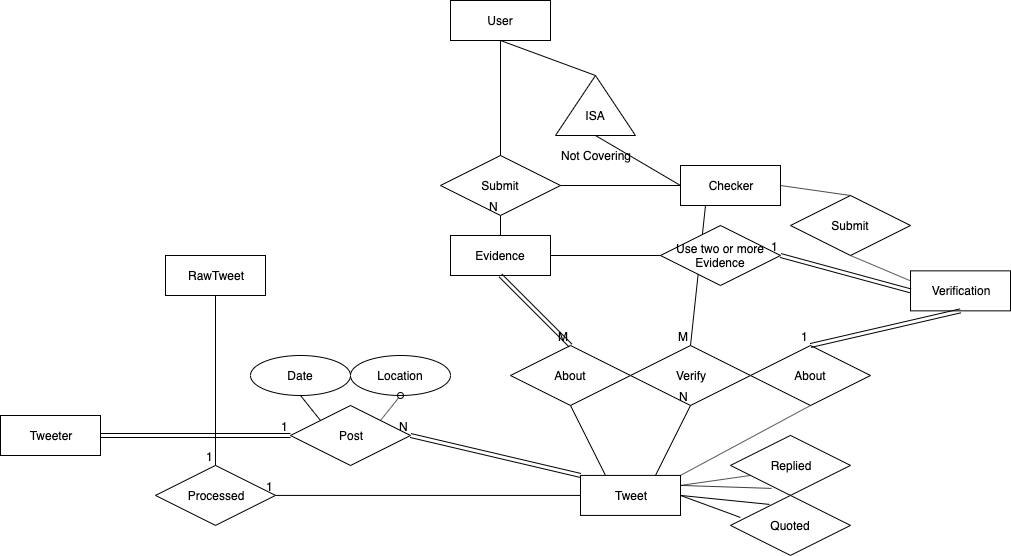 User
ISA
Not Covering
Submit
N
Checker
Submit
Evidence
Use two or more
Evidence
1
RawTweet
Verification
M
M
1
Date
Location
About
Verify
About
N
Tweeter
1
Post
N
1
Processed
1
Tweet
Replied
Quoted